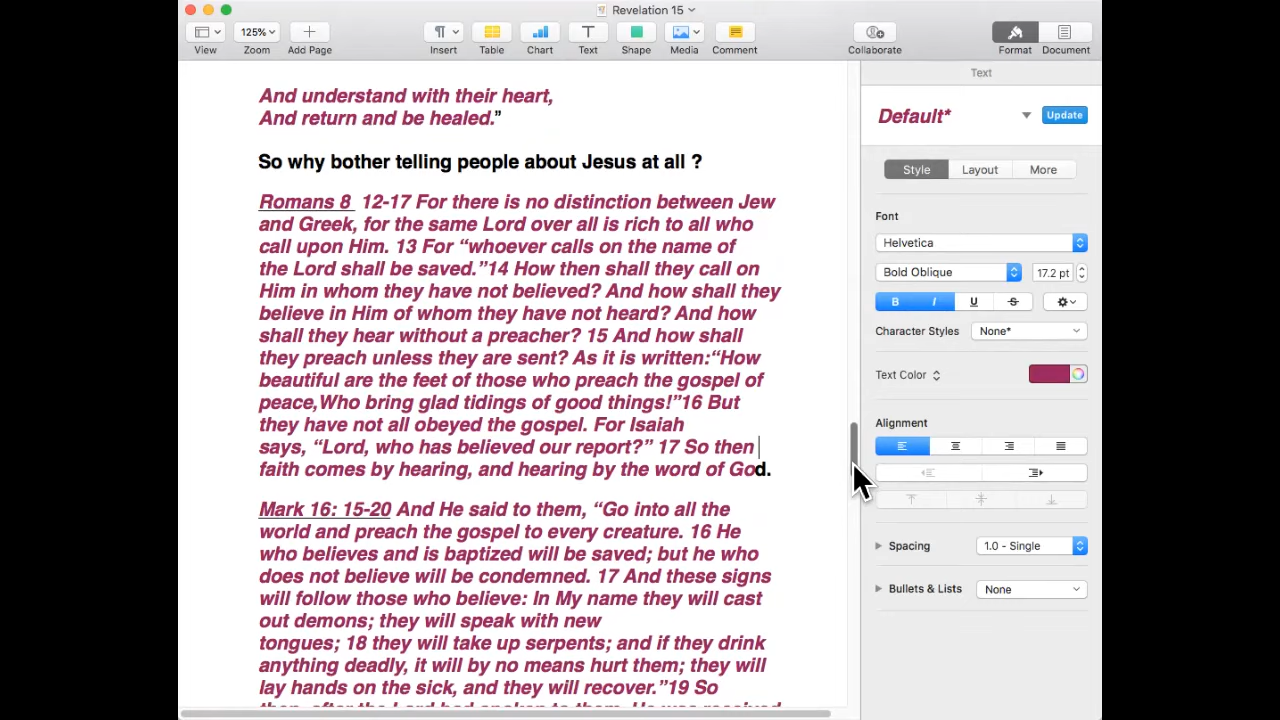 Revelation 15
125%
View
Zoom
Add Page
Insert
Table
Chart
Text
Shape
Media
Comment
Collaborate
Format
Document
And understand with their heart,
And return and be healed.”
So why bother telling people about Jesus at all ?
Romans 8  12-17 For there is no distinction between Jew
and Greek, for the same Lord over all is rich to all who
call upon Him. 13 For “whoever calls on the name of
the Lord shall be saved.”14 How then shall they call on
Him in whom they have not believed? And how shall they
believe in Him of whom they have not heard? And how
shall they hear without a preacher? 15 And how shall
they preach unless they are sent? As it is written:“How
beautiful are the feet of those who preach the gospel of
peace,Who bring glad tidings of good things!”16 But
they have not all obeyed the gospel. For Isaiah
says, “Lord, who has believed our report?” 17 So then
faith comes by hearing, and hearing by the word of God.
Mark 16: 15-20 And He said to them, “Go into all the
world and preach the gospel to every creature. 16 He
who believes and is baptized will be saved; but he who
does not believe will be condemned. 17 And these signs
will follow those who believe: In My name they will cast
out demons; they will speak with new
tongues; 18 they will take up serpents; and if they drink
anything deadly, it will by no means hurt them; they will
lay hands on the sick, and they will recover.”19 So
then, after the Lord had spoken to them, He was received
Text
Default*
Update
Style
Layout
More
Font
Helvetica
Bold Oblique
17.2 pt
B I U S
Character Styles
None*
Text Color
Alignment
Spacing
1.0 - Single
Bullets & Lists
None